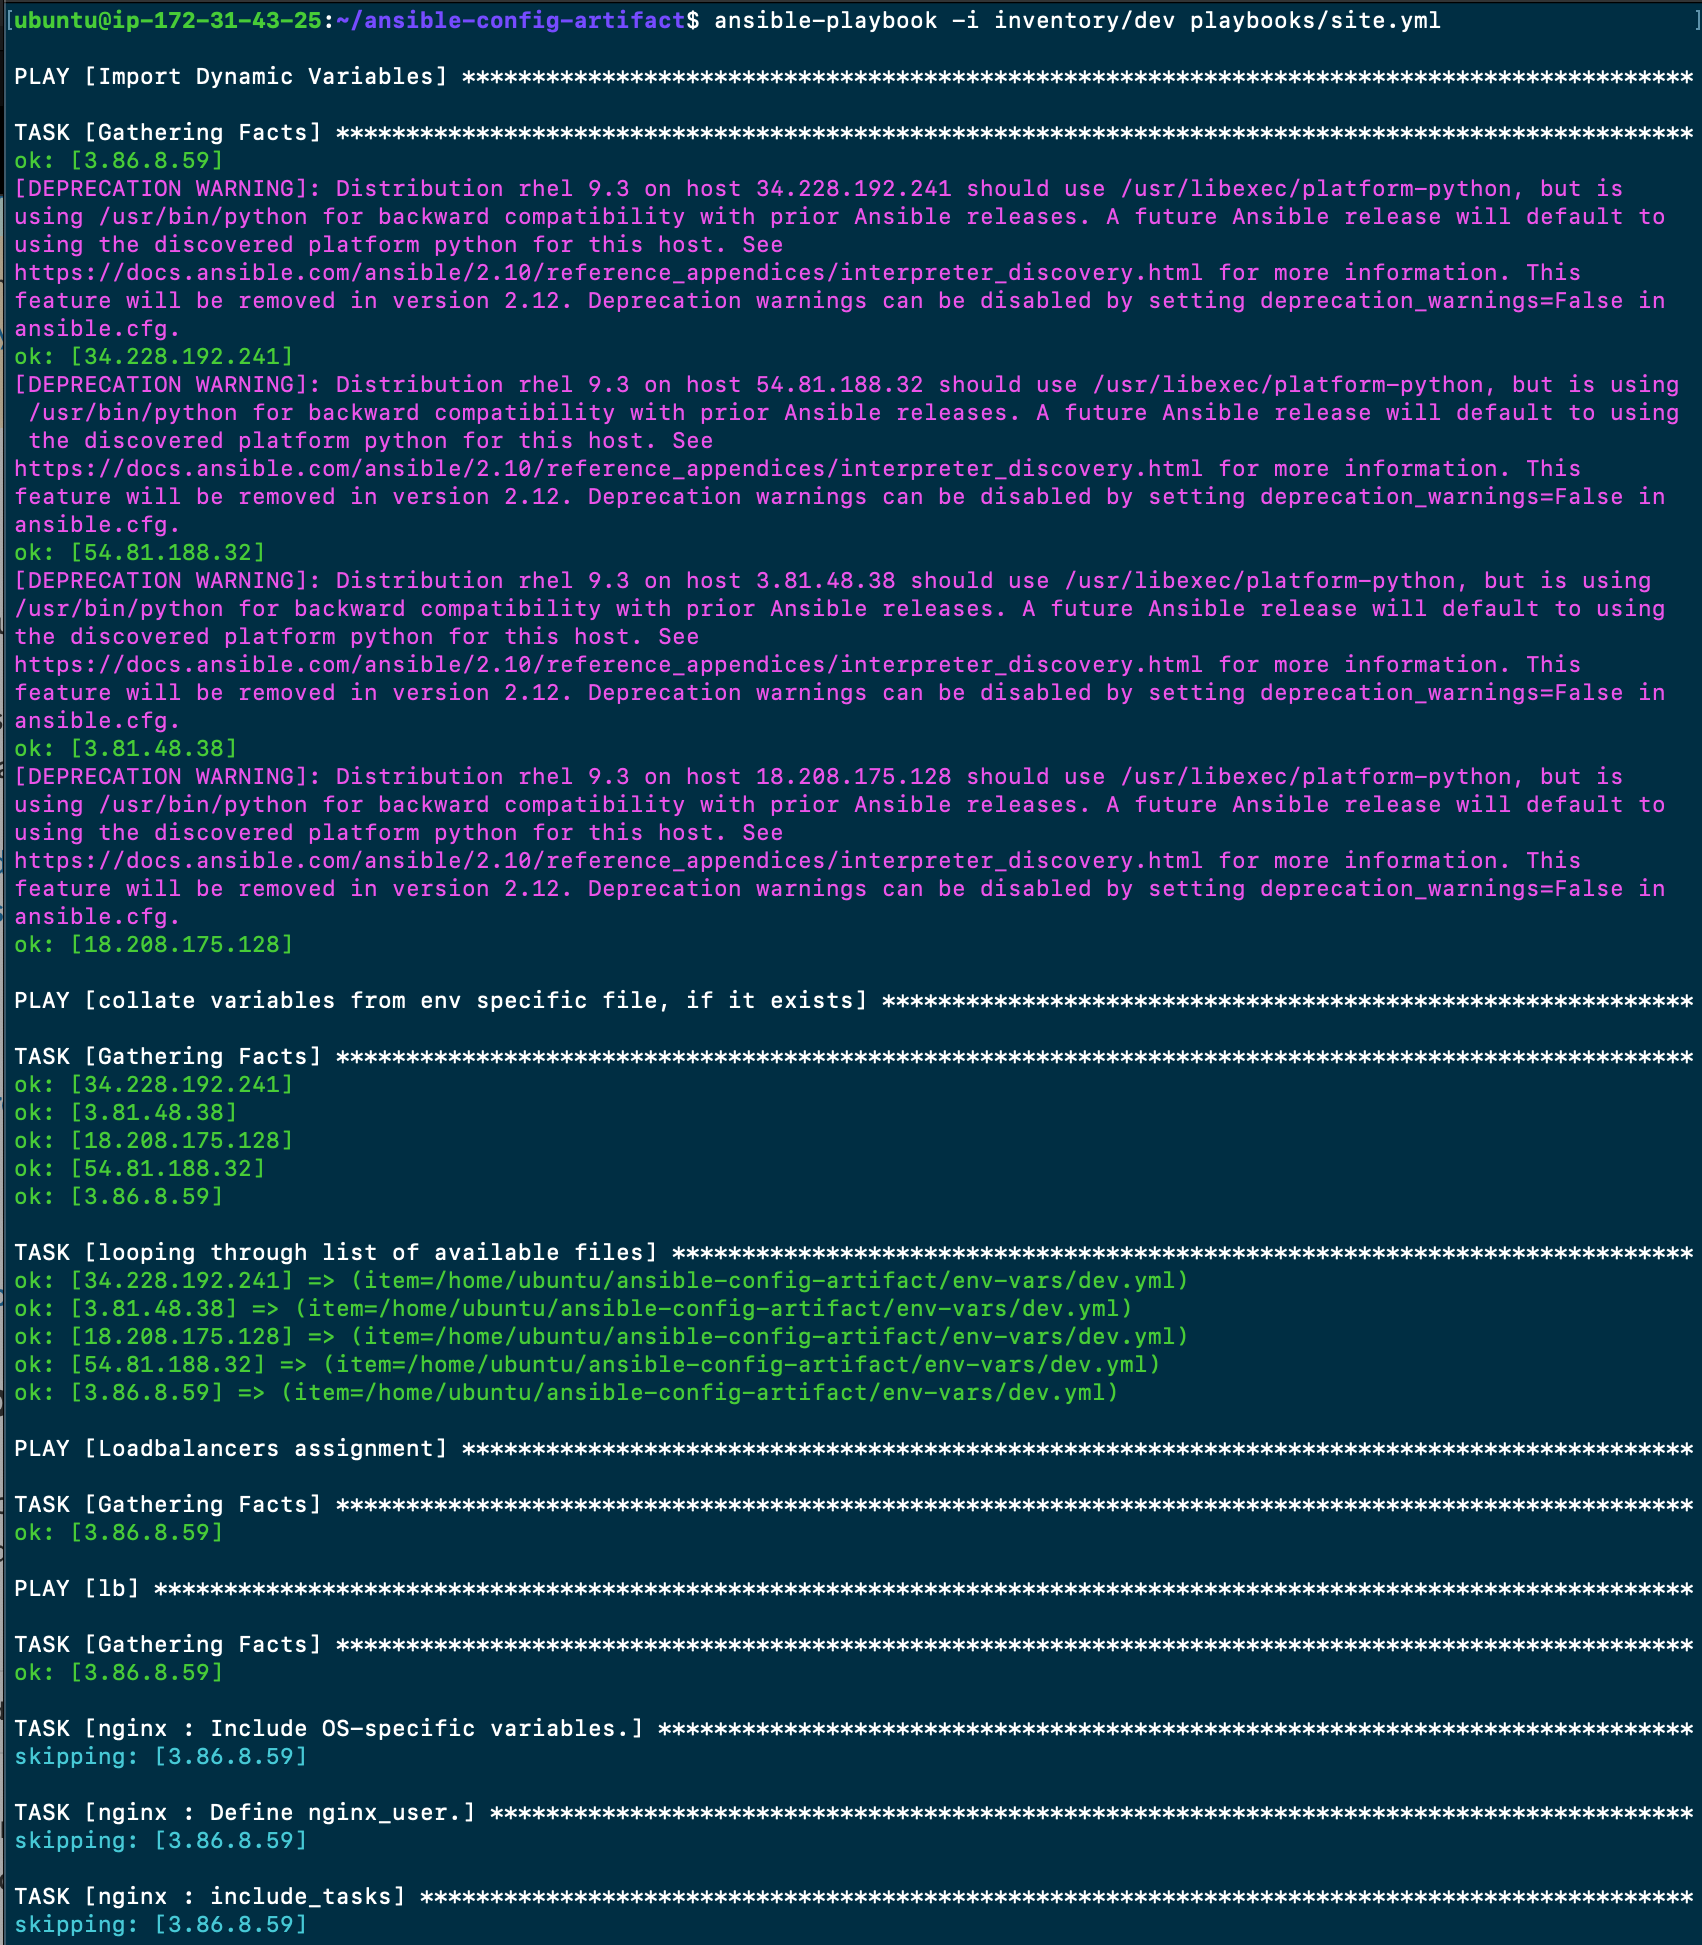 [ubuntu@ip-172-31-43-25:~/ansible-config-artifact$ ansible-playbook -i inventory/dev playbooks/site.yml ]
PLAY [Import Dynamic Variables] ****************************************************************************************
TASK [Gathering Facts] *************************************************************************************************
ok: [3.86.8.59]
[DEPRECATION WARNING]: Distribution rhel 9.3 on host 34.228.192.241 should use /usr/libexec/platform-python, but is
using /usr/bin/python for backward compatibility with prior Ansible releases. A future Ansible release will default to
using the discovered platform python for this host. See
https://docs.ansible.com/ansible/2.10/reference_appendices/interpreter_discovery.html for more information. This
feature will be removed in version 2.12. Deprecation warnings can be disabled by setting deprecation_warnings=False in
ansible.cfg.
ok: [34.228.192.241]
[DEPRECATION WARNING]: Distribution rhel 9.3 on host 54.81.188.32 should use /usr/libexec/platform-python, but is using
/usr/bin/python for backward compatibility with prior Ansible releases. A future Ansible release will default to using
the discovered platform python for this host. See
https://docs.ansible.com/ansible/2.10/reference_appendices/interpreter_discovery.html for more information. This
feature will be removed in version 2.12. Deprecation warnings can be disabled by setting deprecation_warnings=False in
ansible.cfg.
ok: [54.81.188.32]
[DEPRECATION WARNING]: Distribution rhel 9.3 on host 3.81.48.38 should use /usr/libexec/platform-python, but is using
/usr/bin/python for backward compatibility with prior Ansible releases. A future Ansible release will default to using
the discovered platform python for this host. See
https://docs.ansible.com/ansible/2.10/reference_appendices/interpreter_discovery.html for more information. This
feature will be removed in version 2.12. Deprecation warnings can be disabled by setting deprecation_warnings=False in
ansible.cfg.
ok: [3.81.48.38]
[DEPRECATION WARNING]: Distribution rhel 9.3 on host 18.208.175.128 should use /usr/libexec/platform-python, but is
using /usr/bin/python for backward compatibility with prior Ansible releases. A future Ansible release will default to
using the discovered platform python for this host. See
https://docs.ansible.com/ansible/2.10/reference_appendices/interpreter_discovery.html for more information. This
feature will be removed in version 2.12. Deprecation warnings can be disabled by setting deprecation_warnings=False in
ansible.cfg.
ok: [18.208.175.128]
PLAY [collate variables from env specific file, if it exists] **********************************************************
TASK [Gathering Facts] *************************************************************************************************
ok: [34.228.192.241]
ok: [3.81.48.38]
ok: [18.208.175.128]
ok: [54.81.188.32]
ok: [3.86.8.59]
TASK [looping through list of available files] *************************************************************************
ok: [34.228.192.241] => (item=/home/ubuntu/ansible-config-artifact/env-vars/dev.yml)
ok: [3.81.48.38] => (item=/home/ubuntu/ansible-config-artifact/env-vars/dev.yml)
ok: [18.208.175.128] => (item=/home/ubuntu/ansible-config-artifact/env-vars/dev.yml)
ok: [54.81.188.32] => (item=/home/ubuntu/ansible-config-artifact/env-vars/dev.yml)
ok: [3.86.8.59] => (item=/home/ubuntu/ansible-config-artifact/env-vars/dev.yml)
PLAY [Loadbalancers assignment] ****************************************************************************************
TASK [Gathering Facts] *************************************************************************************************
ok: [3.86.8.59]
PLAY [lb] **************************************************************************************************************
TASK [Gathering Facts] *************************************************************************************************
ok: [3.86.8.59]
TASK [nginx : Include OS-specific variables.] **************************************************************************
skipping: [3.86.8.59]
TASK [nginx : Define nginx_user.] **************************************************************************************
skipping: [3.86.8.59]
TASK [nginx : include_tasks] *******************************************************************************************
skipping: [3.86.8.59]